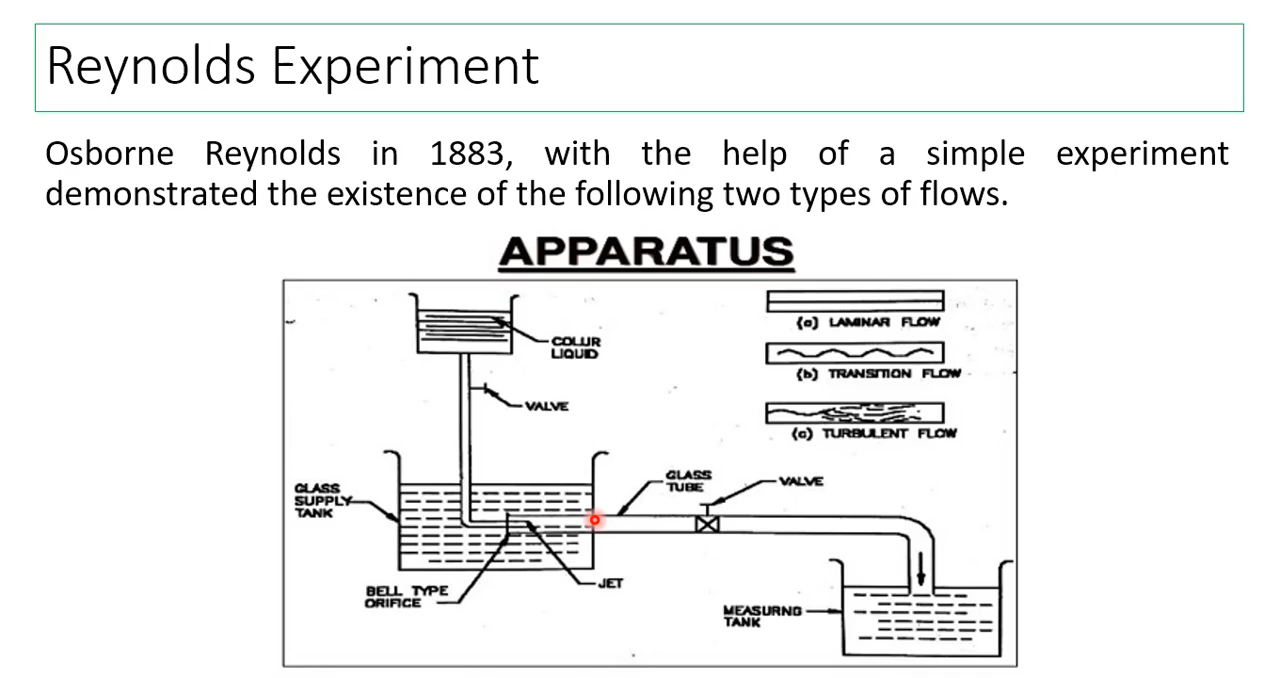 Reynolds Experiment
Osborne Reynolds in 1883, with the help of a simple experiment
demonstrated the existence of the following two types of flows.
APPARATUS
COLUR
LIQUID
(a) LAMINAR FLOW
(b) TRANSITION FLOW
(c) TURBULENT FLOW
VALVE
GLASS
SUPPLY
TANK
GLASS
TUBE
VALVE
BELL TYPE
ORIFICE
JET
MEASURNG
TANK